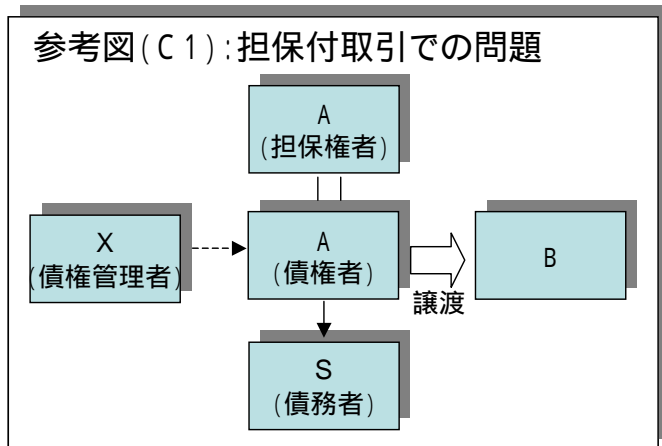 参考図(C1):担保付取引での問題
A
(担保権者)
X
(債権管理者)
A
(債権者)
譲渡
B
S
(債務者)